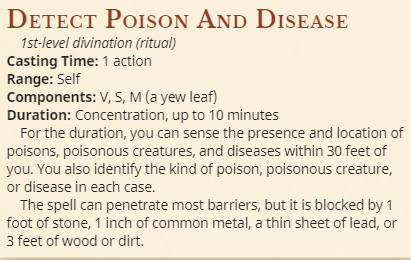 Detect Poison And Disease
1st-level divination (ritual)
Casting Time: 1 action
Range: Self
Components: V, S, M (a yew leaf)
Duration: Concentration, up to 10 minutes
For the duration, you can sense the presence and location of
poisons, poisonous creatures, and diseases within 30 feet of
you. You also identify the kind of poison, poisonous creature,
or disease in each case.
The spell can penetrate most barriers, but it is blocked by 1
foot of stone, 1 inch of common metal, a thin sheet of lead, or
3 feet of wood or dirt.